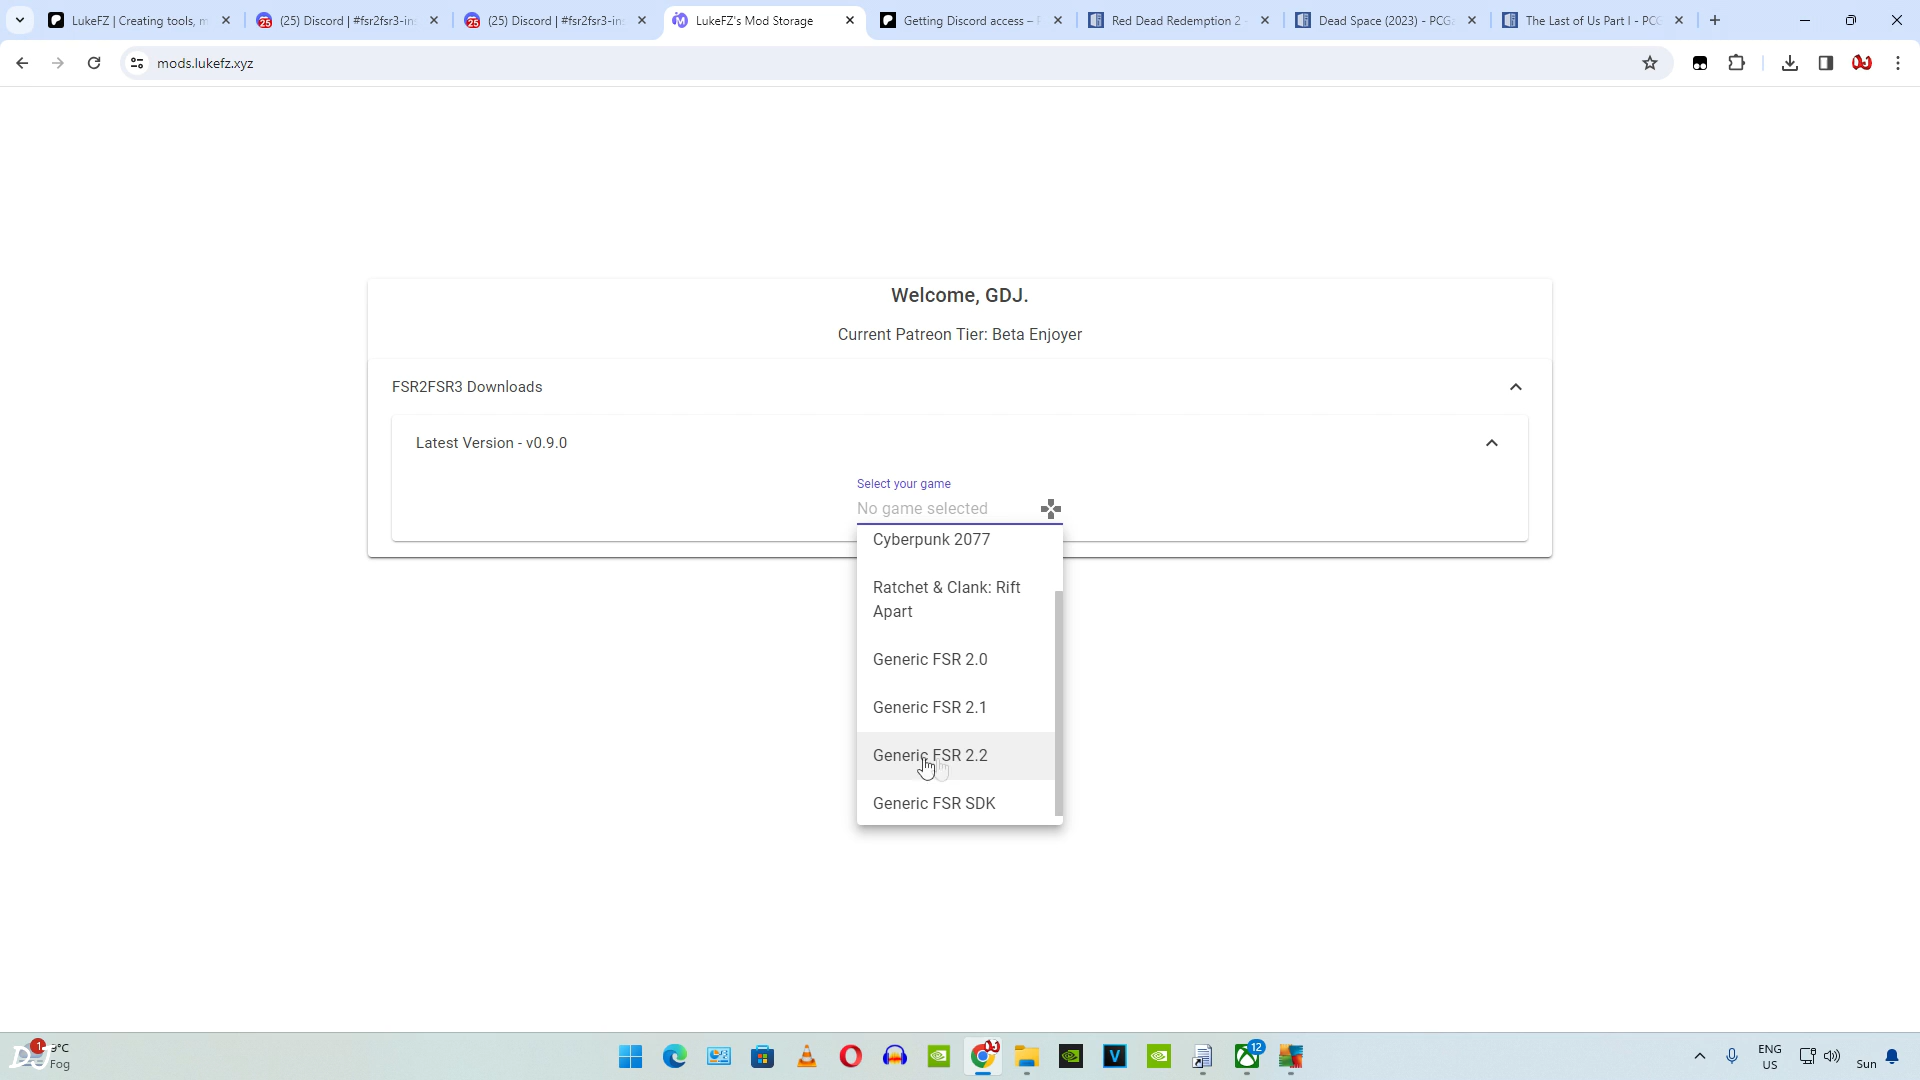 LukeFZ | Creating tools, m
(25) Discord | #fsr2fsr3-in
(25) Discord | #fsr2fsr3-in
LukeFZ's Mod Storage
Getting Discord access –
Red Dead Redemption 2
Dead Space (2023) - PCG
The Last of Us Part I - PC
mods.lukefz.xyz
Welcome, GDJ.
Current Patreon Tier: Beta Enjoyer
FSR2FSR3 Downloads
Latest Version - v0.9.0
Select your game
No game selected
Cyberpunk 2077
Ratchet & Clank: Rift
Apart
Generic FSR 2.0
Generic FSR 2.1
Generic FSR 2.2
Generic FSR SDK
1
9°C
Fog
12
ENG
US
Sun